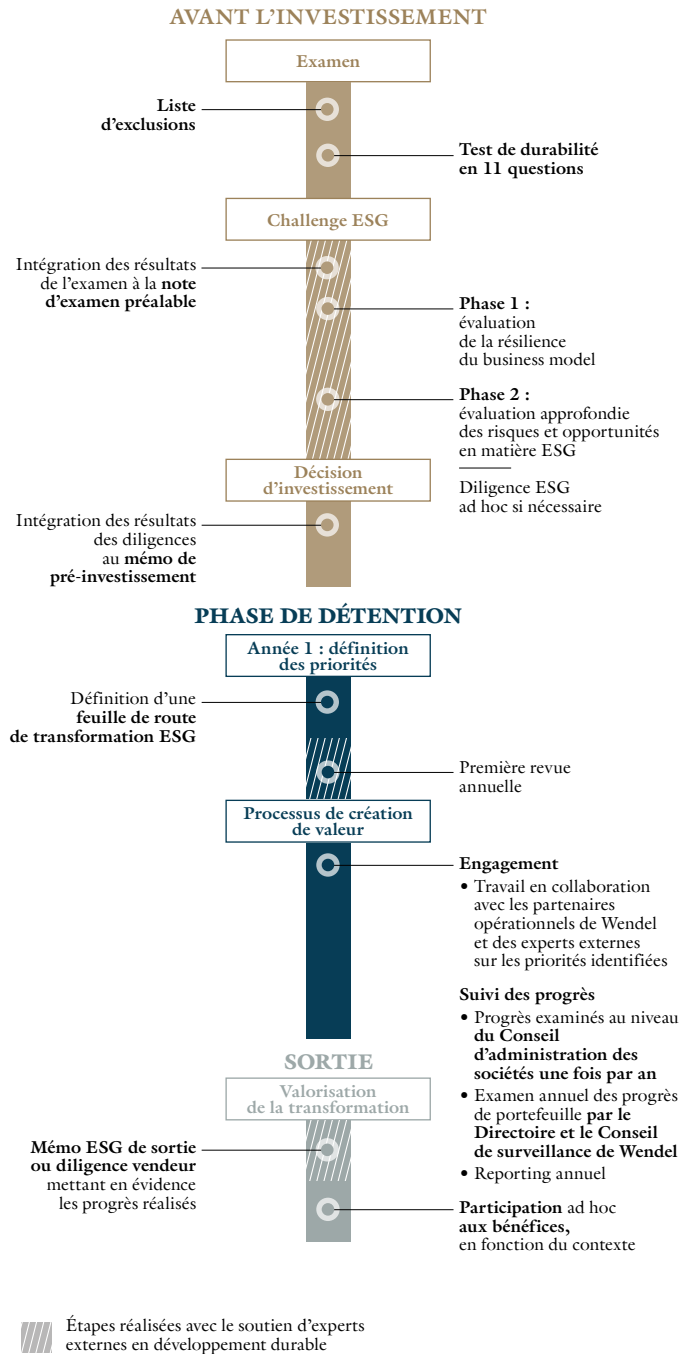 AVANT L'INVESTISSEMENT
Examen
Liste
d'exclusions
Test de durabilité
en 11 questions
Challenge ESG
Intégration des résultats
de l'examen à la note
d'examen préalable
Phase 1 :
évaluation
de la résilience
du business model
Phase 2 :
évaluation approfondie
des risques et opportunités
en matière ESG
Diligence ESG
ad hoc si nécessaire
Décision
d'investissement
Intégration des résultats
des diligences
au mémo de
pré-investissement
PHASE DE DÉTENTION
Année 1 : définition
des priorités
Définition d'une
feuille de route
de transformation ESG
Première revue
annuelle
Processus de création
de valeur
Engagement
• Travail en collaboration
avec les partenaires
opérationnels de Wendel
et des experts externes
sur les priorités identifiées
Suivi des progrès
• Progrès examinés au niveau
du Conseil
d'administration des
sociétés une fois par an
• Examen annuel des progrès
de portefeuille par le
Directoire et le Conseil
de surveillance de Wendel
• Reporting annuel
SORTIE
Valorisation
de la transformation
Mémo ESG de sortie
ou diligence vendeur
mettant en évidence
les progrès réalisés
Participation ad hoc
aux bénéfices,
en fonction du contexte
Étapes réalisées avec le soutien d'experts
externes en développement durable